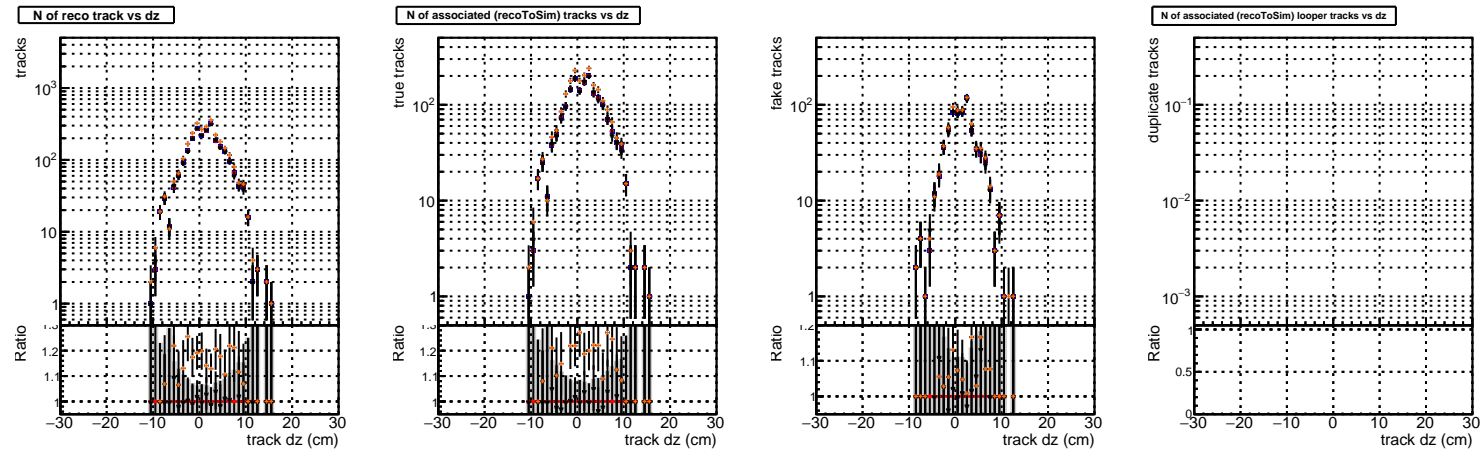 N of reco track vs dz
tracks
10³
10²
10
1
Ratio
1.3
1.2
1.1
1
−30 −20 −10 0 10 20 30
track dz (cm)
N of associated (recoToSim) tracks vs dz
true tracks
10²
10
1
Ratio
1.3
1.2
1.1
1
−30 −20 −10 0 10 20 30
track dz (cm)
fake tracks
10²
10
1
Ratio
1.2
1.1
1
−30 −20 −10 0 10 20 30
track dz (cm)
N of associated (recoToSim) looper tracks vs dz
duplicate tracks
10⁻¹
10⁻²
10⁻³
Ratio
1
0.5
0
−30 −20 −10 0 10 20 30
track dz (cm)